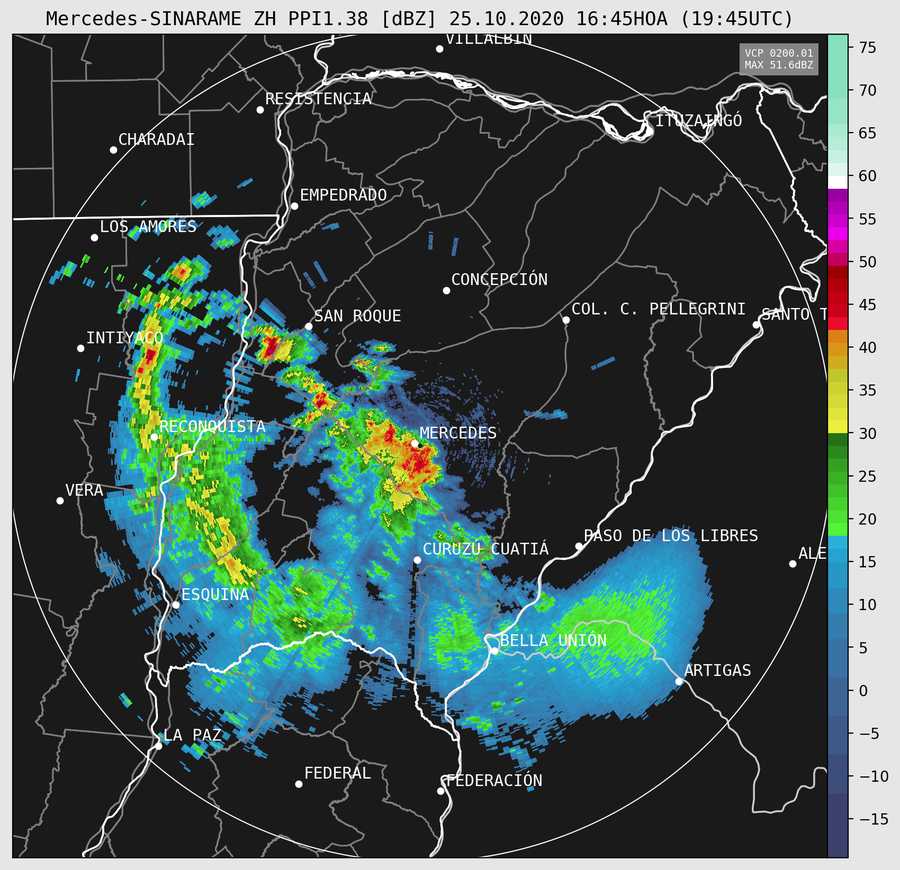 Mercedes-SINARAME ZH PPI1.38 [dBZ] 25.10.2020 16:45HOA (19:45UTC)
VILLALBÍN
VCP 0200.01
MAX 51.6dBZ
RESISTENCIA
ITUZAINGÓ
CHARADAI
EMPEDRADO
LOS AMORES
CONCEPCIÓN
COL. C. PELLEGRINI
SAN ROQUE
SANTO T
INTIYACÓ
RECONQUISTA
MERCEDES
VERA
PASO DE LOS LIBRES
CURUZÚ CUATIÁ
ALE
ESQUINA
BELLA UNIÓN
ARTIGAS
LA PAZ
FEDERAL
FEDERACIÓN
75
70
65
60
55
50
45
40
35
30
25
20
15
10
5
0
−5
−10
−15